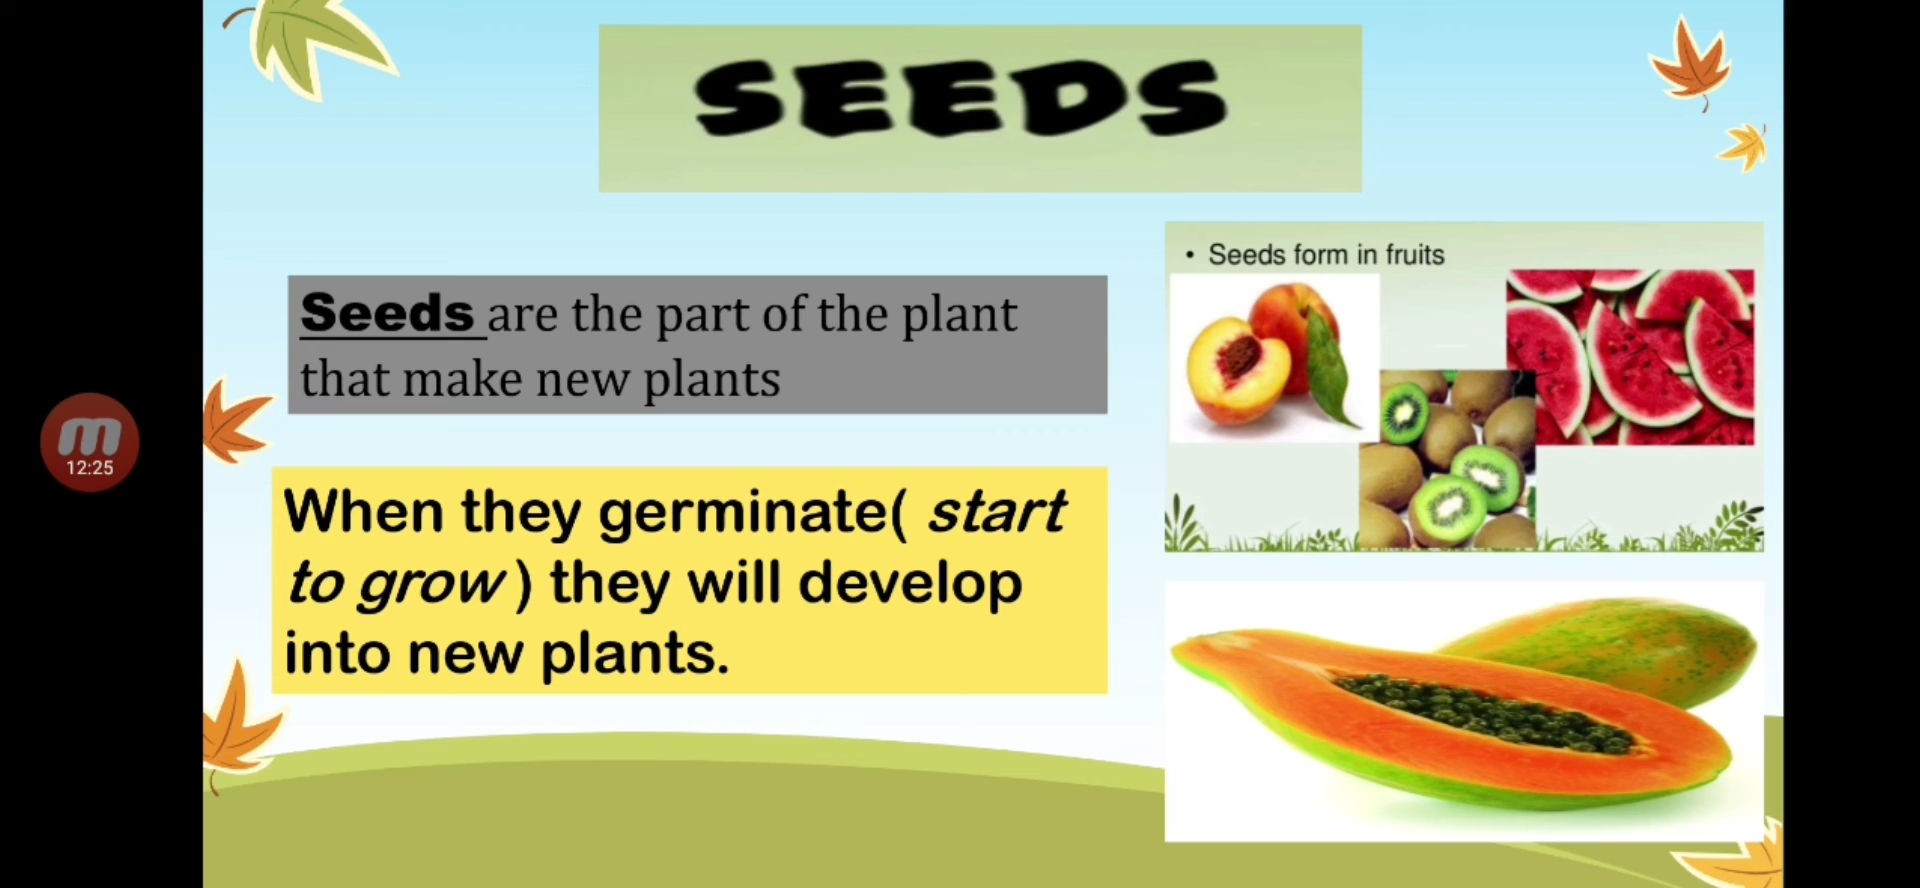 SEEDS
Seeds are the part of the plant
that make new plants
When they germinate( start
to grow ) they will develop
into new plants.
• Seeds form in fruits
m
12:25